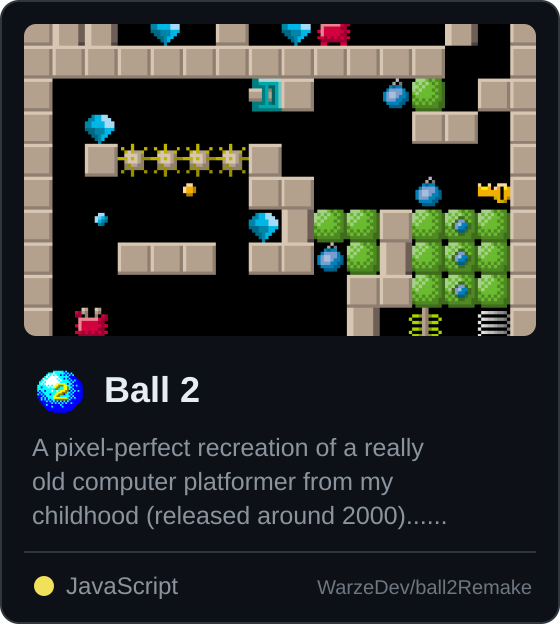 2 Ball 2
A pixel-perfect recreation of a really
old computer platformer from my
childhood (released around 2000)......
JavaScript WarzeDev/ball2Remake